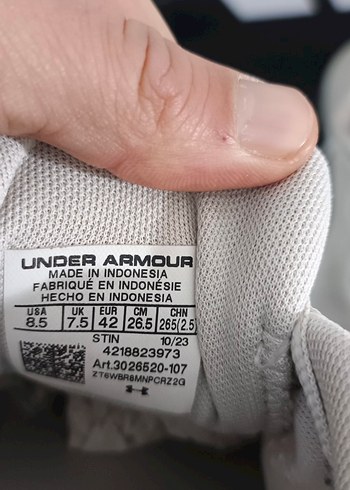 UNDER ARMOUR
MADE IN INDONESIA
FABRIQUÉ EN INDONÉSIE
HECHO EN INDONESIA
USA UK EUR CM CHN
8.5 7.5 42 26.5 265(2.5)
STIN 10/23
4218823973
Art.3026520-107
ZT6WBR8MNPCRZ2G